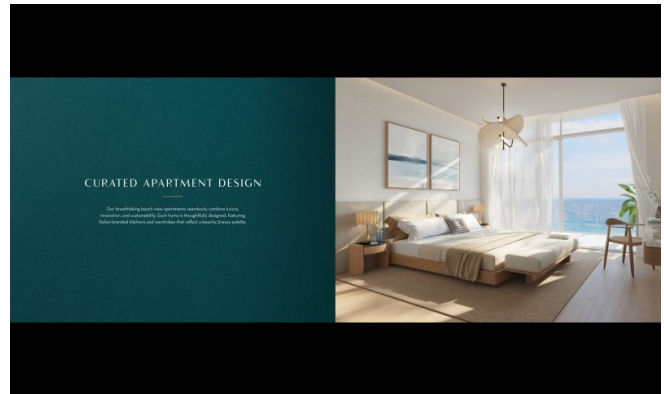 CURATED APARTMENT DESIGN
Our breathtaking beach-view apartments seamlessly combine luxury,
innovation, and sustainability. Each home is thoughtfully designed, featuring
Italian-branded kitchens and wardrobes that reflect a beachy, breezy palette.